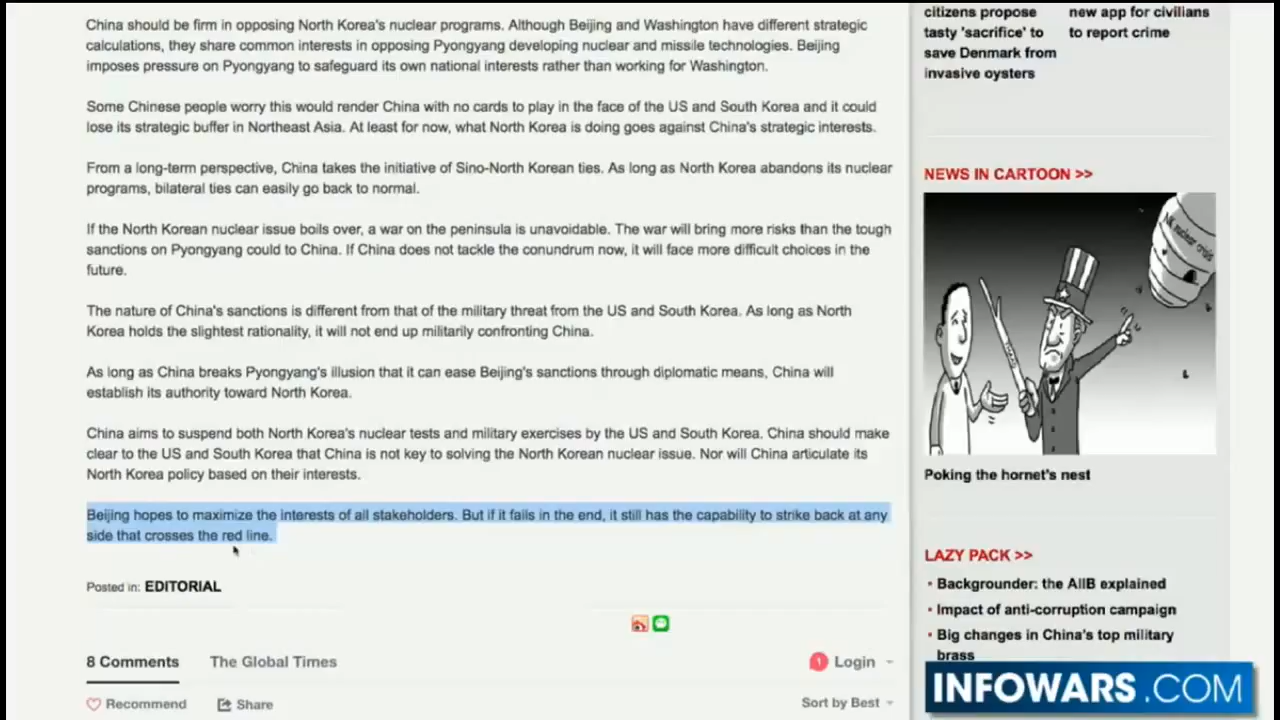 China should be firm in opposing North Korea's nuclear programs. Although Beijing and Washington have different strategic
calculations, they share common interests in opposing Pyongyang developing nuclear and missile technologies. Beijing
imposes pressure on Pyongyang to safeguard its own national interests rather than working for Washington.
Some Chinese people worry this would render China with no cards to play in the face of the US and South Korea and it could
lose its strategic buffer in Northeast Asia. At least for now, what North Korea is doing goes against China's strategic interests.
From a long-term perspective, China takes the initiative of Sino-North Korean ties. As long as North Korea abandons its nuclear
programs, bilateral ties can easily go back to normal.
If the North Korean nuclear issue boils over, a war on the peninsula is unavoidable. The war will bring more risks than the tough
sanctions on Pyongyang could to China. If China does not tackle the conundrum now, it will face more difficult choices in the
future.
The nature of China's sanctions is different from that of the military threat from the US and South Korea. As long as North
Korea holds the slightest rationality, it will not end up militarily confronting China.
As long as China breaks Pyongyang's illusion that it can ease Beijing's sanctions through diplomatic means, China will
establish its authority toward North Korea.
China aims to suspend both North Korea's nuclear tests and military exercises by the US and South Korea. China should make
clear to the US and South Korea that China is not key to solving the North Korean nuclear issue. Nor will China articulate its
North Korea policy based on their interests.
Beijing hopes to maximize the interests of all stakeholders. But if it fails in the end, it still has the capability to strike back at any
side that crosses the red line.
Posted in: EDITORIAL
8 Comments The Global Times
1 Login
Recommend Share
Sort by Best
citizens propose
tasty 'sacrifice' to
save Denmark from
invasive oysters
new app for civilians
to report crime
NEWS IN CARTOON >>
NK nuclear crisis
Poking the hornet's nest
LAZY PACK >>
Backgrounder: the AIIB explained
Impact of anti-corruption campaign
Big changes in China's top military
brass
INFOWARS.COM